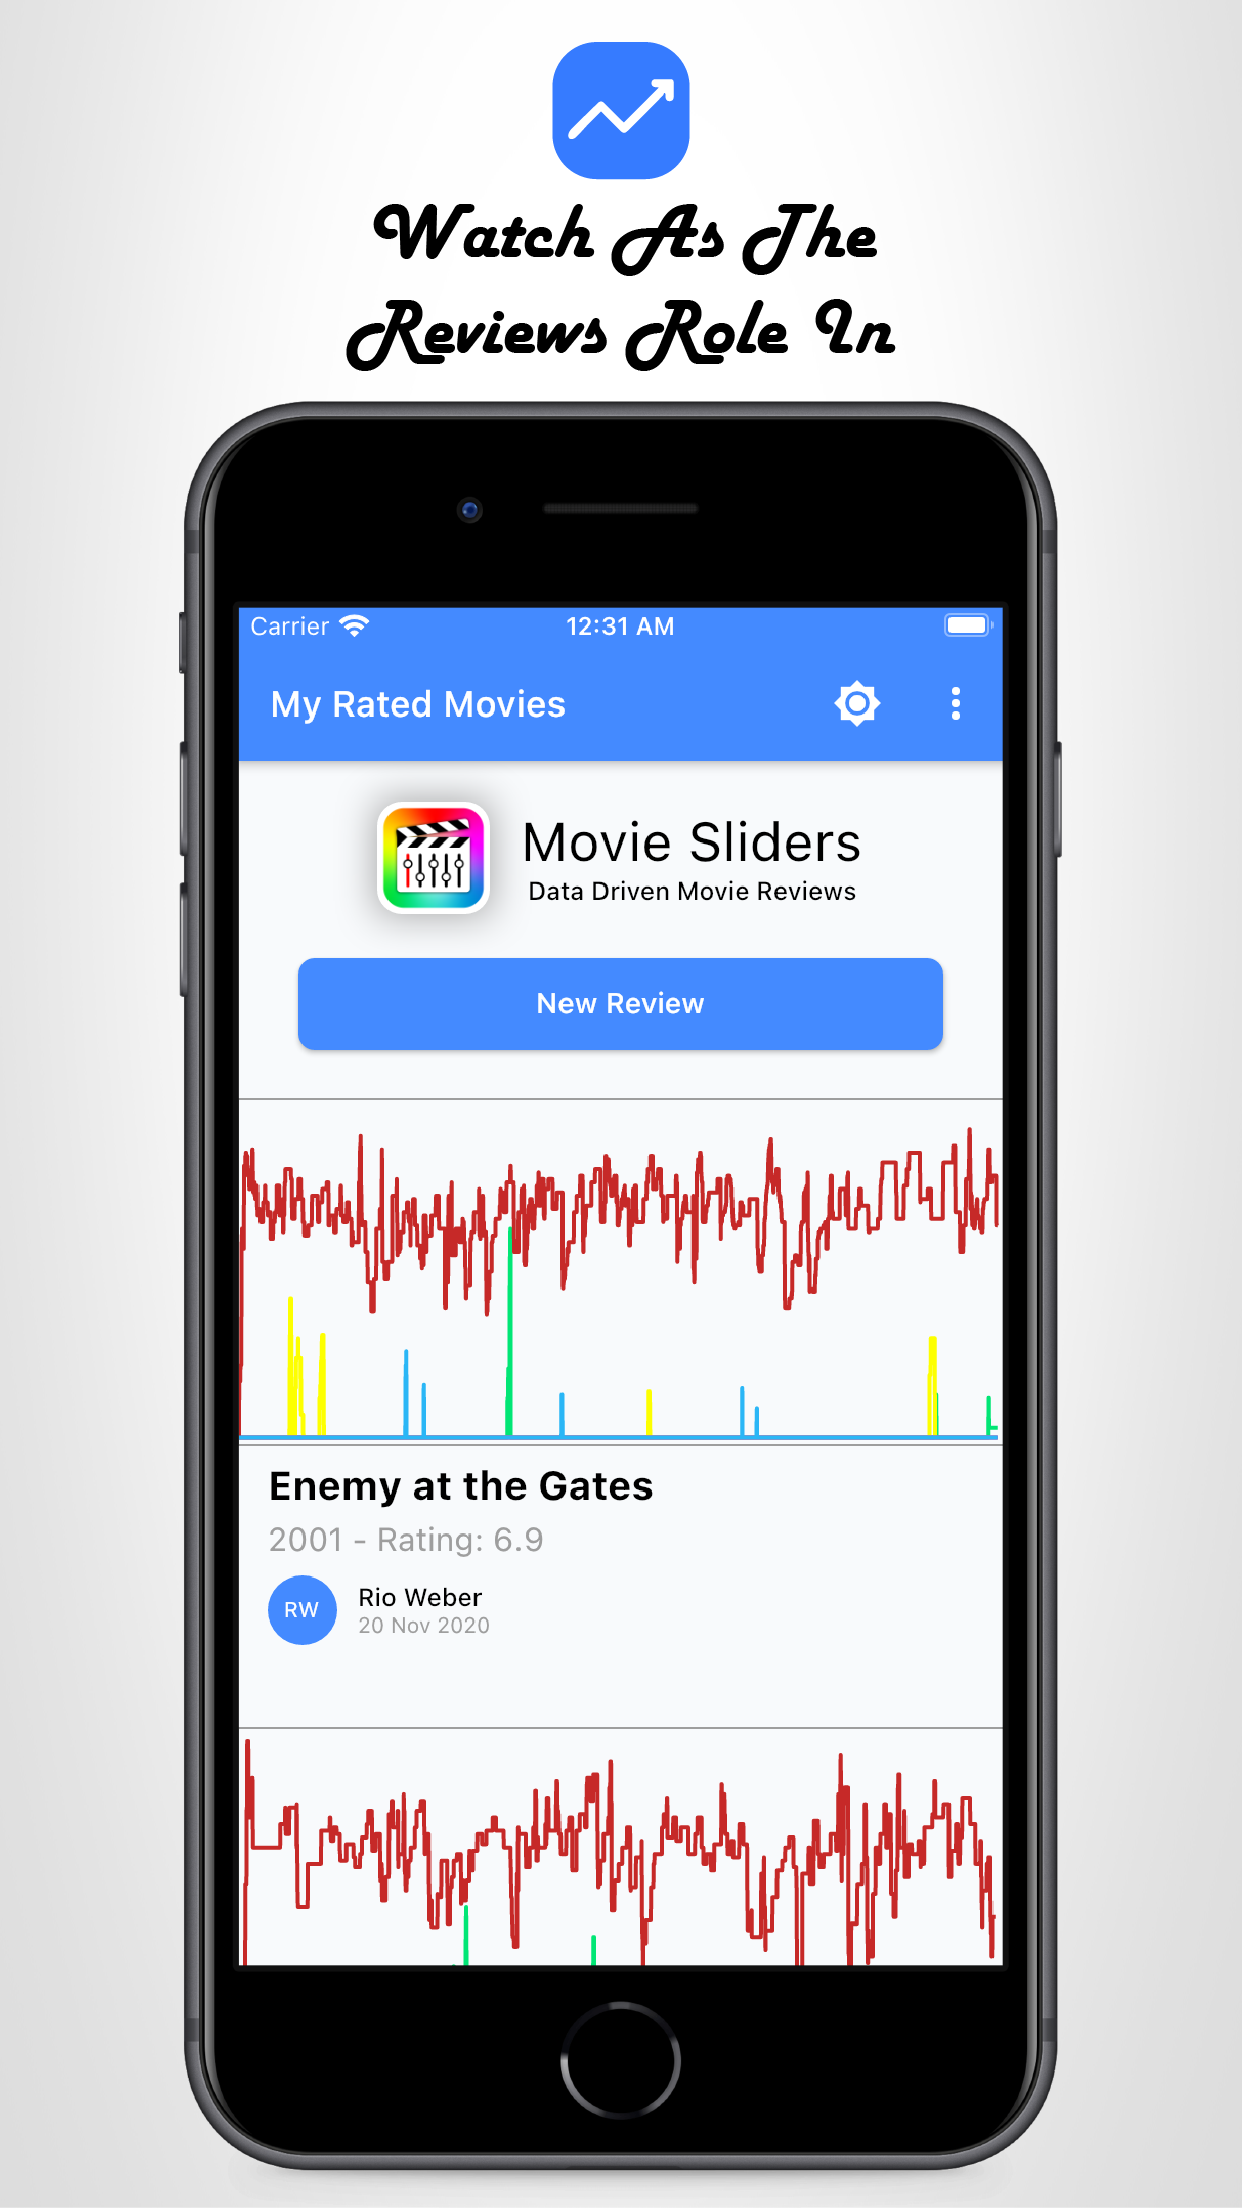 Watch As The
Reviews Role In
Carrier 12:31 AM
My Rated Movies
Movie Sliders
Data Driven Movie Reviews
New Review
Enemy at the Gates
2001 - Rating: 6.9
RW
Rio Weber
20 Nov 2020